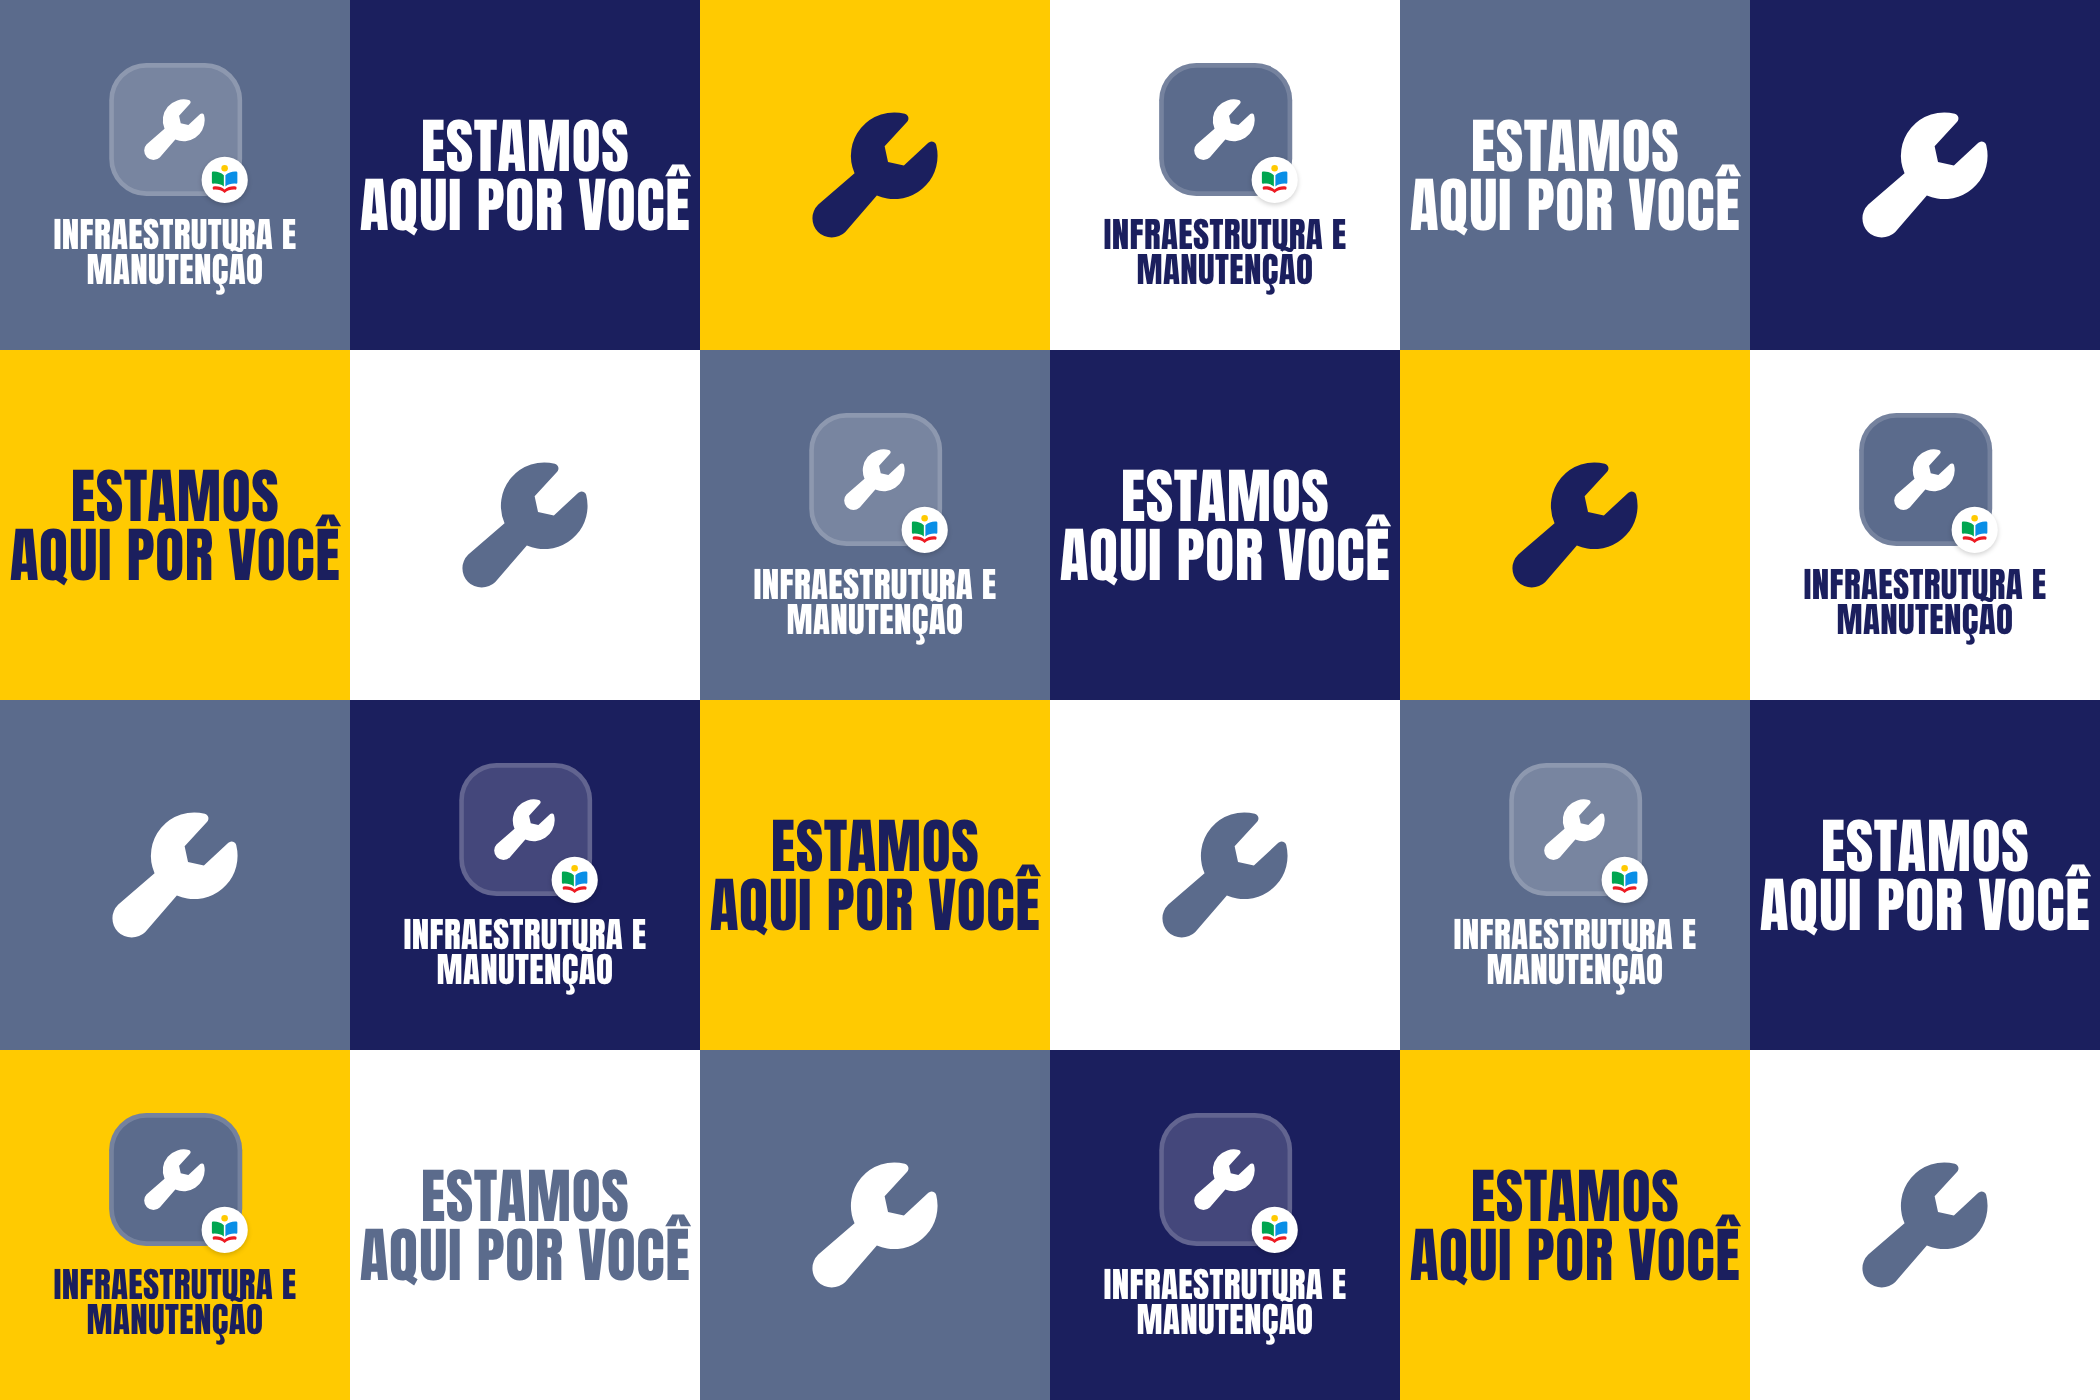 INFRAESTRUTURA E
MANUTENÇÃO
ESTAMOS
AQUI POR VOCÊ
INFRAESTRUTURA E
MANUTENÇÃO
ESTAMOS
AQUI POR VOCÊ
ESTAMOS
AQUI POR VOCÊ
INFRAESTRUTURA E
MANUTENÇÃO
ESTAMOS
AQUI POR VOCÊ
INFRAESTRUTURA E
MANUTENÇÃO
INFRAESTRUTURA E
MANUTENÇÃO
ESTAMOS
AQUI POR VOCÊ
INFRAESTRUTURA E
MANUTENÇÃO
ESTAMOS
AQUI POR VOCÊ
INFRAESTRUTURA E
MANUTENÇÃO
ESTAMOS
AQUI POR VOCÊ
INFRAESTRUTURA E
MANUTENÇÃO
ESTAMOS
AQUI POR VOCÊ